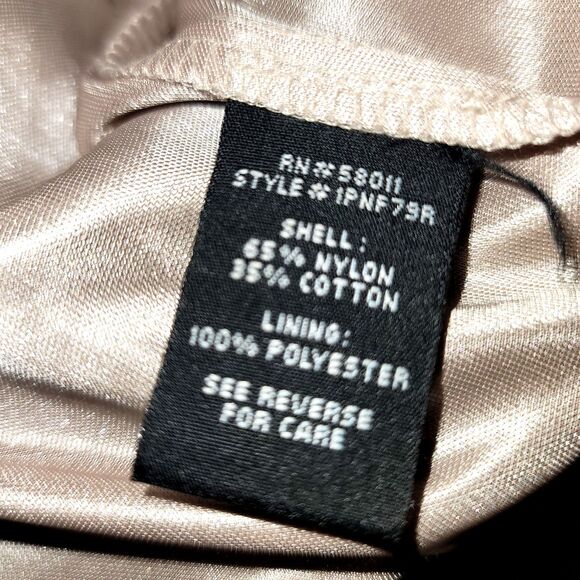 RN#58011
STYLE#1PNF79R
SHELL:
65% NYLON
35% COTTON
LINING:
100% POLYESTER
SEE REVERSE
FOR CARE